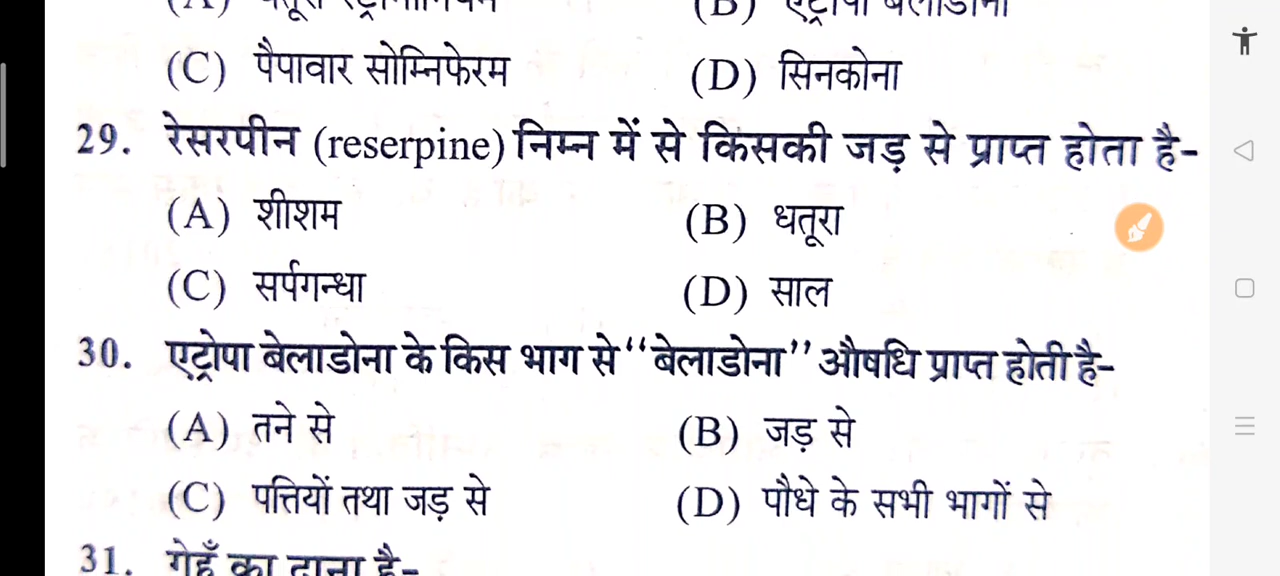 (C) पैपावार सोम्निफेरम (D) सिनकोना
29. रेसरपीन (reserpine) निम्न में से किसकी जड़ से प्राप्त होता है-
(A) शीशम (B) धतूरा
(C) सर्पगन्धा (D) साल
30. एट्रोपा बेलाडोना के किस भाग से "बेलाडोना" औषधि प्राप्त होती है-
(A) तने से (B) जड़ से
(C) पत्तियों तथा जड़ से (D) पौधे के सभी भागों से
31. गेहूँ का दाना है-